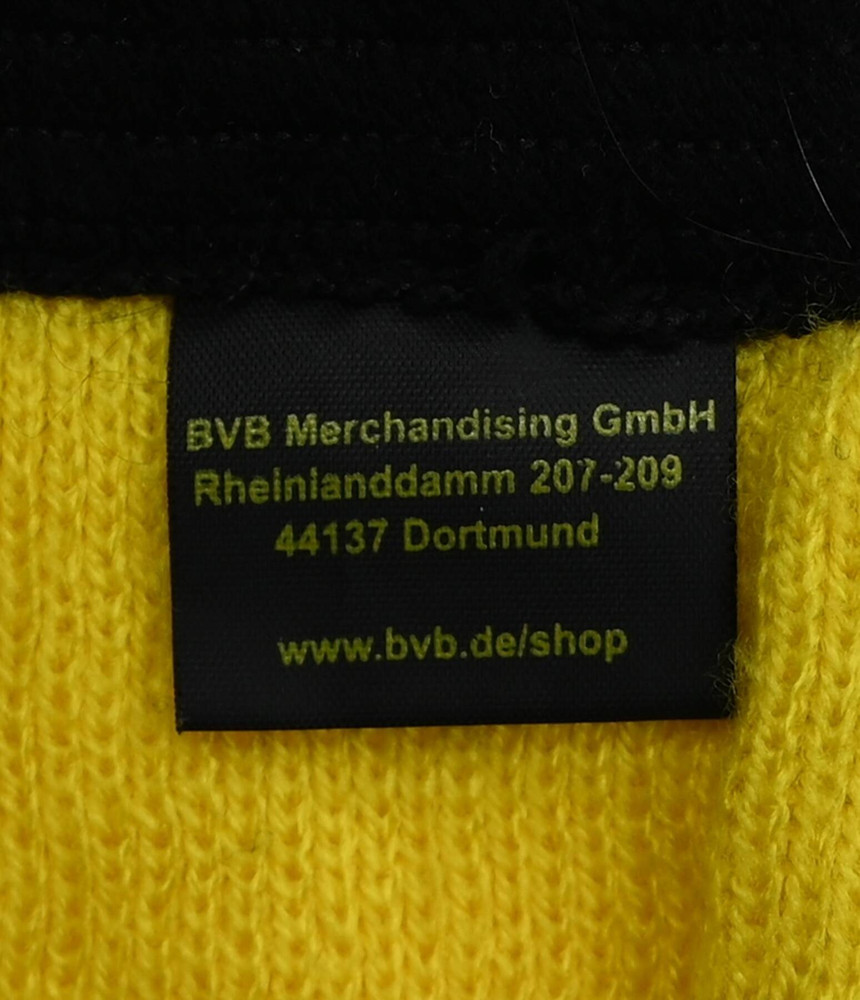 BVB Merchandising GmbH
Rheinlanddamm 207-209
44137 Dortmund
www.bvb.de/shop